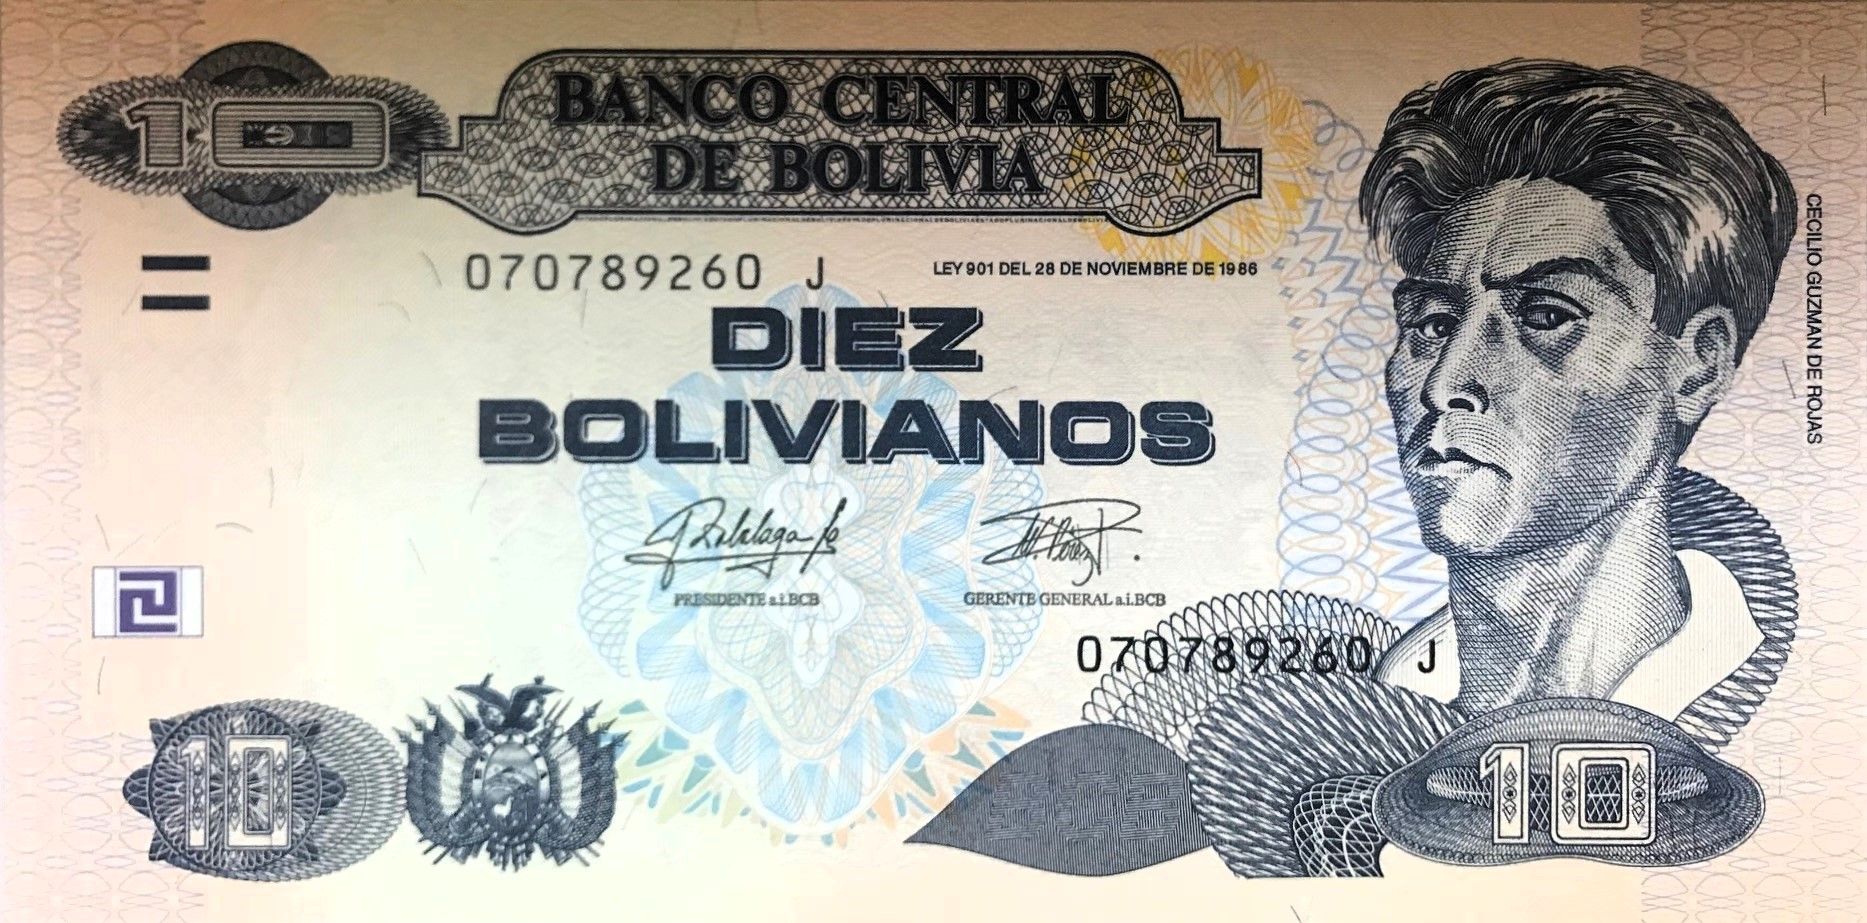 10
BANCO CENTRAL
DE BOLIVIA
070789260 J
LEY 901 DEL 28 DE NOVIEMBRE DE 1986
DIEZ
BOLIVIANOS
PRESIDENTE a.i.BCB
GERENTE GENERAL a.i.BCB
070789260 J
10
10
CECILIO GUZMAN DE ROJAS